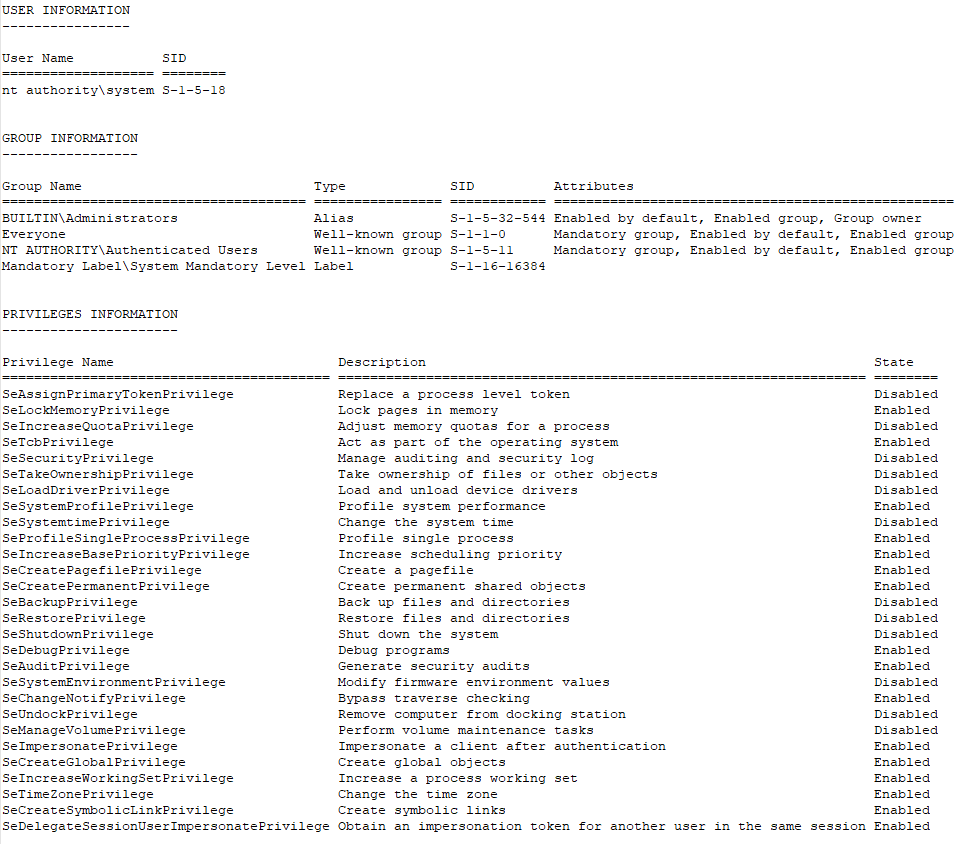 USER INFORMATION
----------------
User Name           SID
=================== ========
nt authority\system S-1-5-18
GROUP INFORMATION
-----------------
Group Name                             Type             SID          Attributes
====================================== ================ ============ ==================================================
BUILTIN\Administrators                 Alias            S-1-5-32-544 Enabled by default, Enabled group, Group owner
Everyone                               Well-known group S-1-1-0      Mandatory group, Enabled by default, Enabled group
NT AUTHORITY\Authenticated Users       Well-known group S-1-5-11     Mandatory group, Enabled by default, Enabled group
Mandatory Label\System Mandatory Level Label            S-1-16-16384
PRIVILEGES INFORMATION
----------------------
Privilege Name                            Description                                                        State
========================================= ================================================================== ========
SeAssignPrimaryTokenPrivilege             Replace a process level token                                      Disabled
SeLockMemoryPrivilege                     Lock pages in memory                                               Enabled
SeIncreaseQuotaPrivilege                  Adjust memory quotas for a process                                 Disabled
SeTcbPrivilege                            Act as part of the operating system                                Enabled
SeSecurityPrivilege                       Manage auditing and security log                                   Disabled
SeTakeOwnershipPrivilege                  Take ownership of files or other objects                           Disabled
SeLoadDriverPrivilege                     Load and unload device drivers                                     Disabled
SeSystemProfilePrivilege                  Profile system performance                                         Enabled
SeSystemtimePrivilege                     Change the system time                                             Disabled
SeProfileSingleProcessPrivilege           Profile single process                                             Enabled
SeIncreaseBasePriorityPrivilege           Increase scheduling priority                                       Enabled
SeCreatePagefilePrivilege                 Create a pagefile                                                  Enabled
SeCreatePermanentPrivilege                Create permanent shared objects                                    Enabled
SeBackupPrivilege                         Back up files and directories                                      Disabled
SeRestorePrivilege                        Restore files and directories                                      Disabled
SeShutdownPrivilege                       Shut down the system                                               Disabled
SeDebugPrivilege                          Debug programs                                                     Enabled
SeAuditPrivilege                          Generate security audits                                           Enabled
SeSystemEnvironmentPrivilege              Modify firmware environment values                                 Disabled
SeChangeNotifyPrivilege                   Bypass traverse checking                                           Enabled
SeUndockPrivilege                         Remove computer from docking station                               Disabled
SeManageVolumePrivilege                   Perform volume maintenance tasks                                   Disabled
SeImpersonatePrivilege                    Impersonate a client after authentication                          Enabled
SeCreateGlobalPrivilege                   Create global objects                                              Enabled
SeIncreaseWorkingSetPrivilege             Increase a process working set                                     Enabled
SeTimeZonePrivilege                       Change the time zone                                               Enabled
SeCreateSymbolicLinkPrivilege             Create symbolic links                                              Enabled
SeDelegateSessionUserImpersonatePrivilege Obtain an impersonation token for another user in the same session Enabled